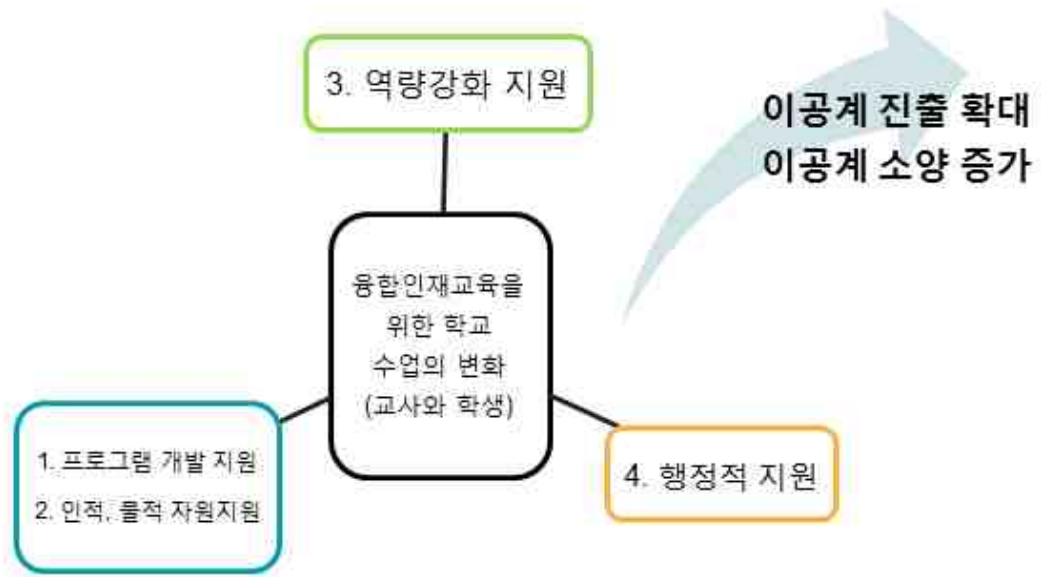 3. 역량강화 지원
이공계 진출 확대
이공계 소양 증가
융합인재교육을
위한 학교
수업의 변화
(교사와 학생)
1. 프로그램 개발 지원
2. 인적, 물적 자원지원
4. 행정적 지원